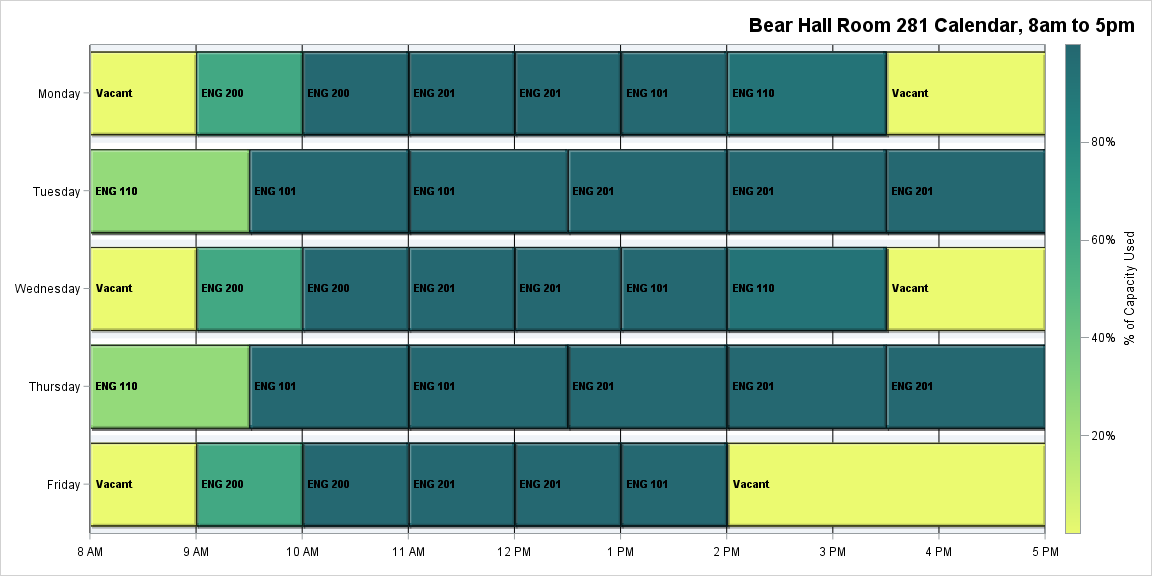 Bear Hall Room 281 Calendar, 8am to 5pm
Monday
Vacant
ENG 200
ENG 200
ENG 201
ENG 201
ENG 101
ENG 110
Vacant
Tuesday
ENG 110
ENG 101
ENG 101
ENG 201
ENG 201
ENG 201
Wednesday
Vacant
ENG 200
ENG 200
ENG 201
ENG 201
ENG 101
ENG 110
Vacant
Thursday
ENG 110
ENG 101
ENG 101
ENG 201
ENG 201
ENG 201
Friday
Vacant
ENG 200
ENG 200
ENG 201
ENG 201
ENG 101
Vacant
8 AM
9 AM
10 AM
11 AM
12 PM
1 PM
2 PM
3 PM
4 PM
5 PM
80%
60%
40%
20%
% of Capacity Used